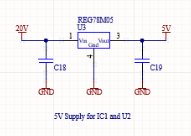 REG78M05
20V
U3
5V
1
Vin
Vout
3
Gnd
4
C18
C19
GND
GND
GND
5V Supply for IC1 and U2